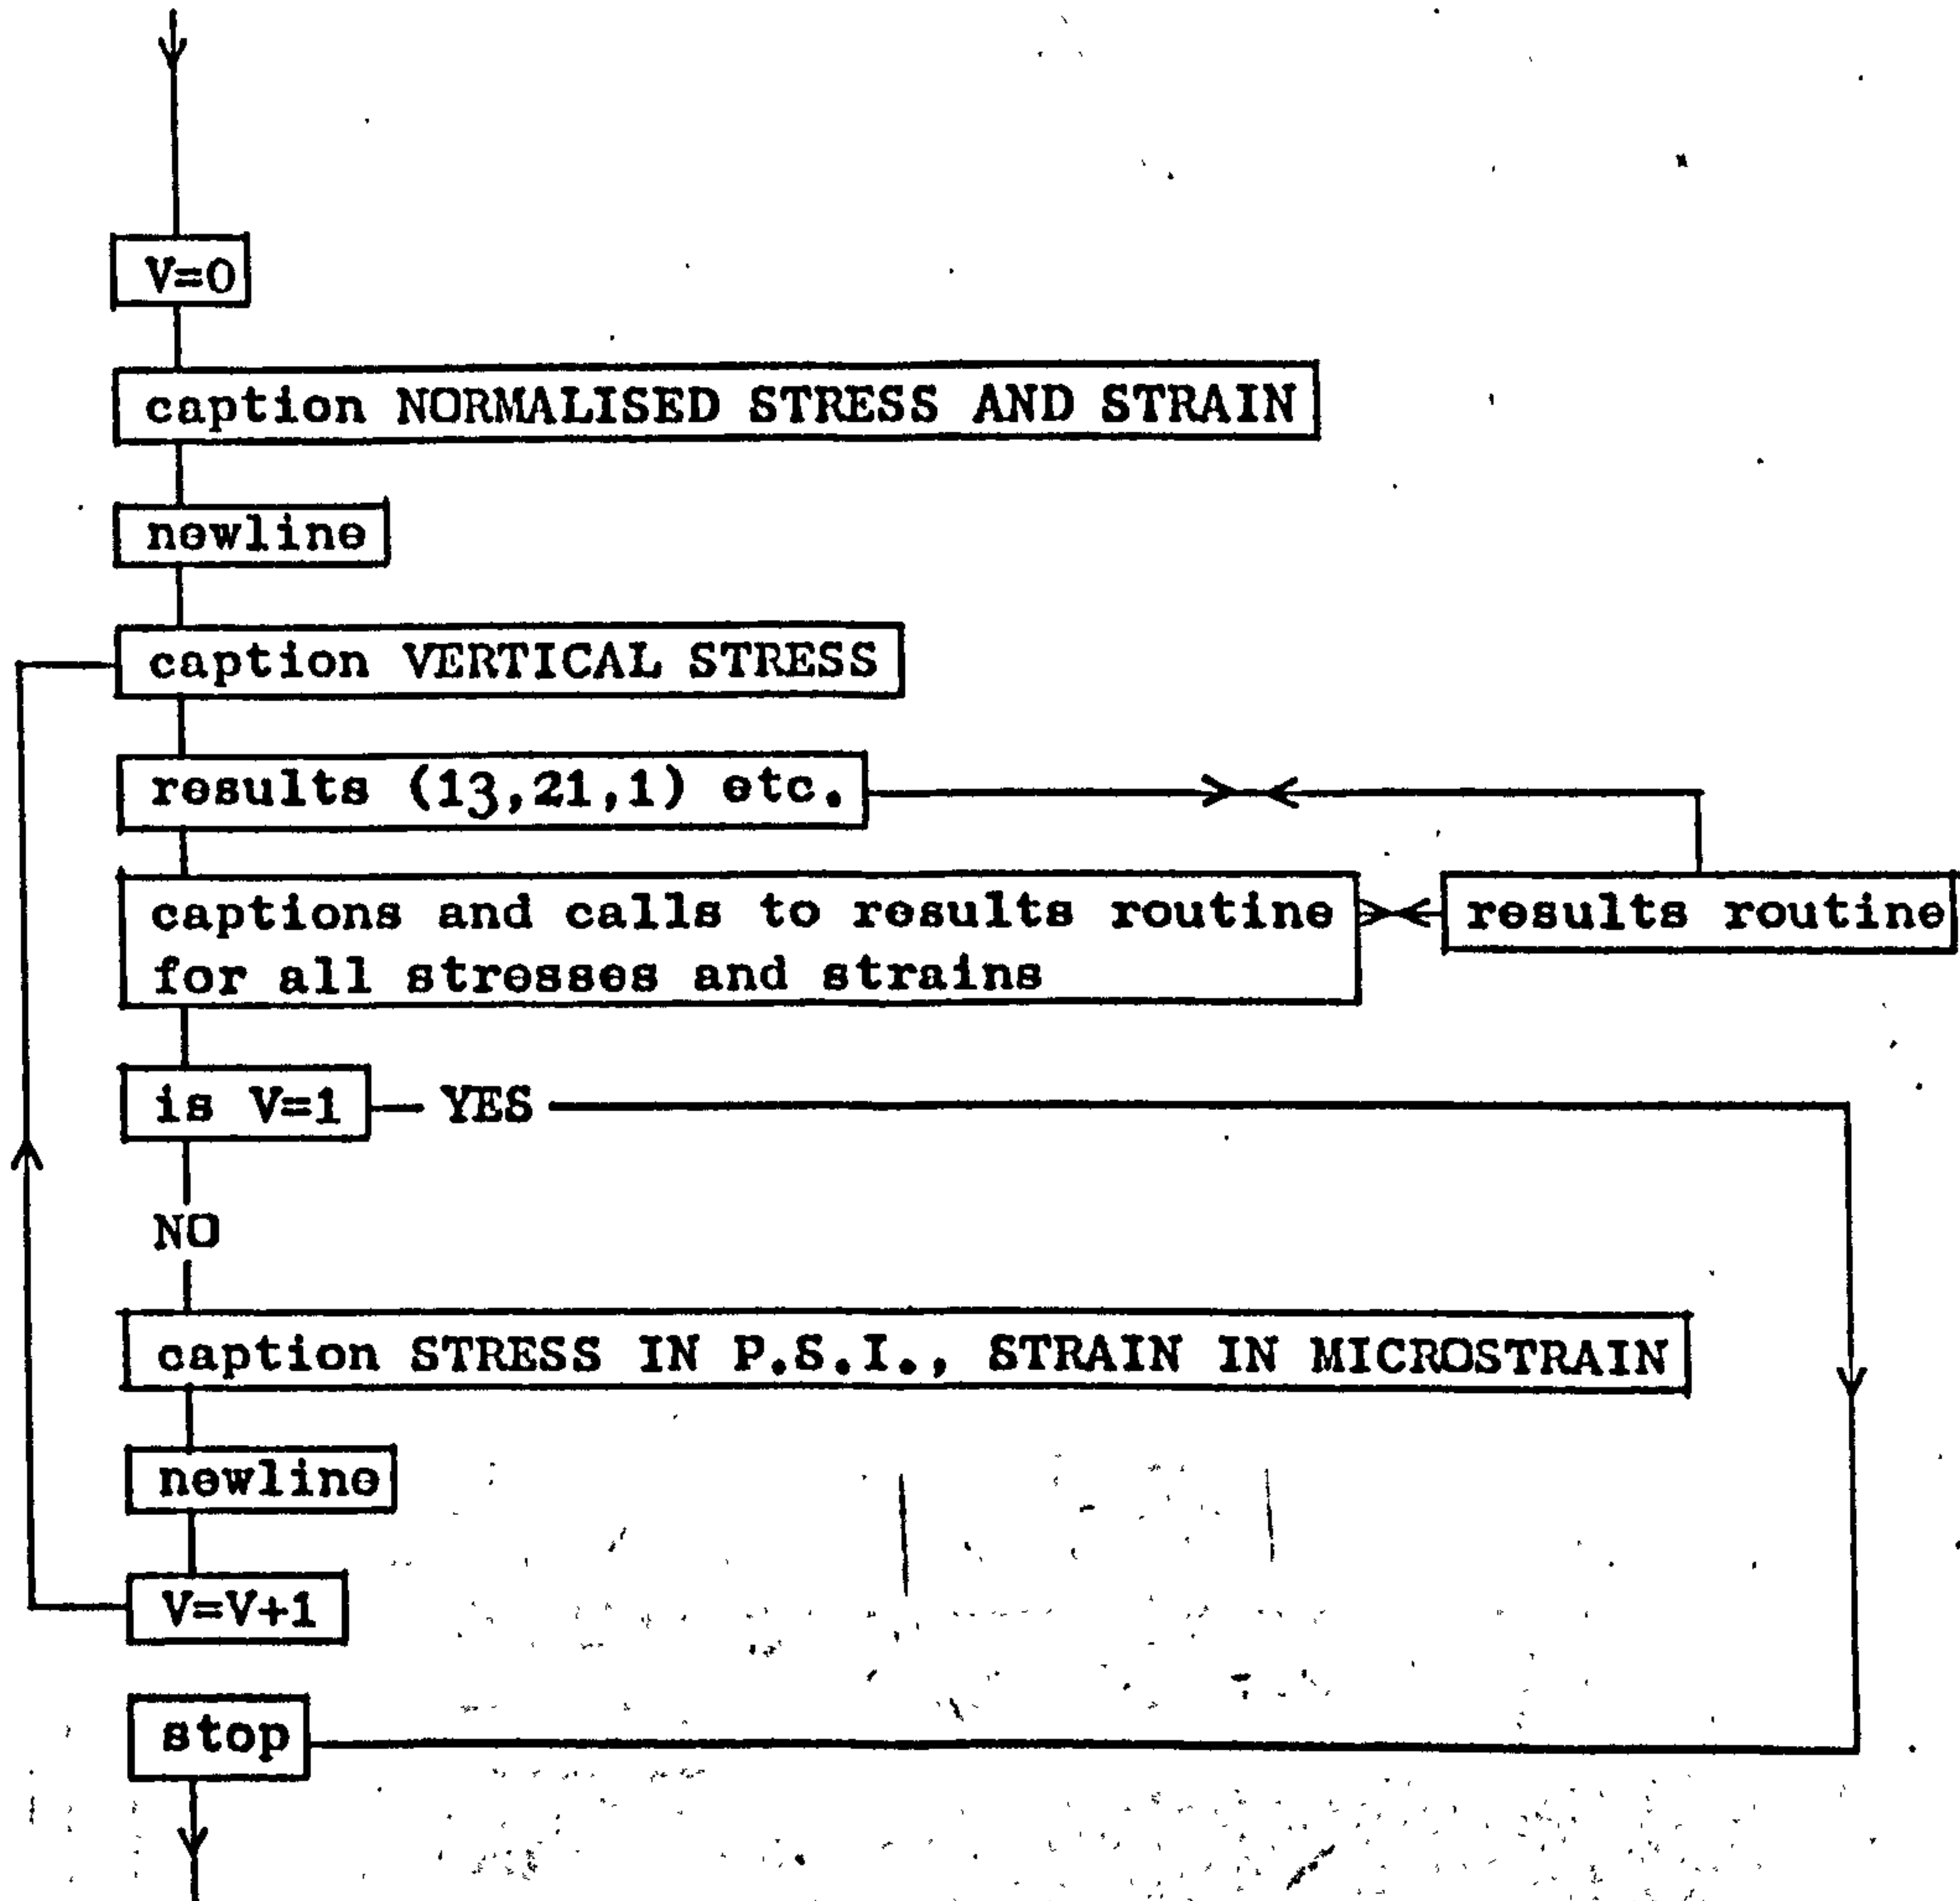 V=0
caption NORMALISED STRESS AND STRAIN
newline
caption VERTICAL STRESS
results (13,21,1) etc.
captions and calls to results routine
for all stresses and strains
results routine
is V=1
YES
NO
caption STRESS IN P.S.I., STRAIN IN MICROSTRAIN
newline
V=V+1
stop